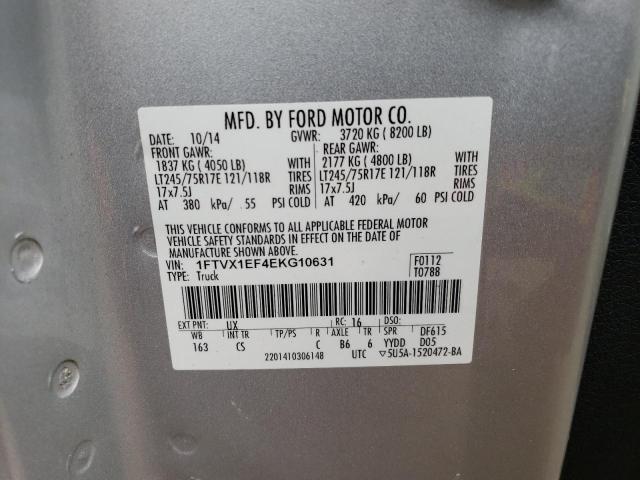 MFD. BY FORD MOTOR CO.
DATE: 10/14 GVWR: 3720 KG ( 8200 LB)
FRONT GAWR: REAR GAWR:
1837 KG ( 4050 LB) WITH 2177 KG ( 4800 LB) WITH
LT245/75R17E 121/118R TIRES LT245/75R17E 121/118R TIRES
17x7.5J RIMS 17x7.5J RIMS
AT 380 kPa/ 55 PSI COLD AT 420 kPa/ 60 PSI COLD
THIS VEHICLE CONFORMS TO ALL APPLICABLE FEDERAL MOTOR
VEHICLE SAFETY STANDARDS IN EFFECT ON THE DATE OF
MANUFACTURE SHOWN ABOVE.
VIN: 1FTVX1EF4EKG10631 F0112
TYPE: Truck T0788
EXT PNT: UX RC: 16 DSO:
WB INT TR TP/PS R AXLE TR SPR DF615
163 CS C B6 6 YYDD D05
2201410306148 UTC ▽5U5A-1520472-BA